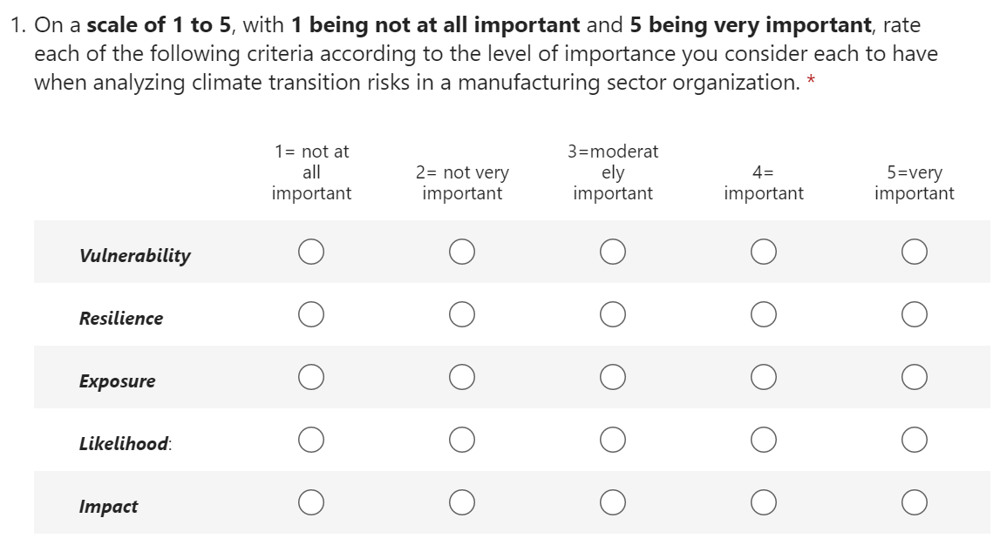 1. On a scale of 1 to 5, with 1 being not at all important and 5 being very important, rate
each of the following criteria according to the level of importance you consider each to have
when analyzing climate transition risks in a manufacturing sector organization. *
1= not at
all
important
2= not very
important
3=moderat
ely
important
4=
important
5=very
important
Vulnerability
Resilience
Exposure
Likelihood:
Impact